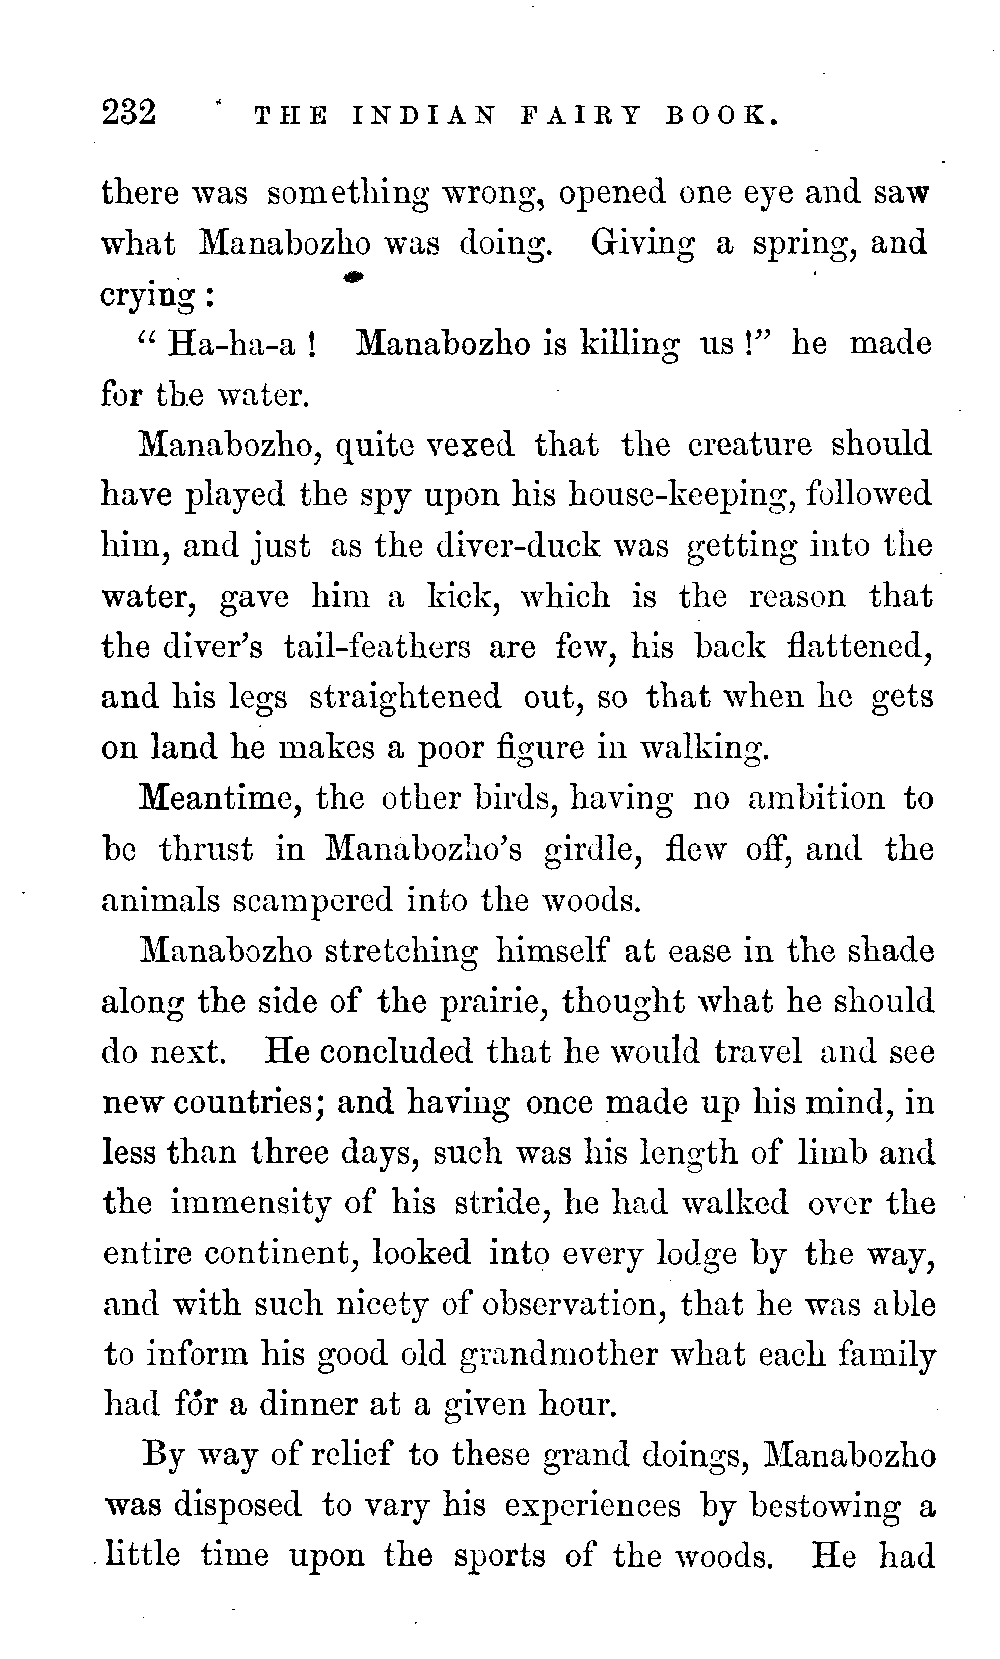 232 THE INDIAN FAIRY BOOK.
there was something wrong, opened one eye and saw
what Manabozho was doing. Giving a spring, and
crying :
“ Ha-ha-a ! Manabozho is killing us !” he made
for the water.
Manabozho, quite vexed that the creature should
have played the spy upon his house-keeping, followed
him, and just as the diver-duck was getting into the
water, gave him a kick, which is the reason that
the diver’s tail-feathers are few, his back flattened,
and his legs straightened out, so that when he gets
on land he makes a poor figure in walking.
Meantime, the other birds, having no ambition to
be thrust in Manabozho’s girdle, flew off, and the
animals scampered into the woods.
Manabozho stretching himself at ease in the shade
along the side of the prairie, thought what he should
do next. He concluded that he would travel and see
new countries; and having once made up his mind, in
less than three days, such was his length of limb and
the immensity of his stride, he had walked over the
entire continent, looked into every lodge by the way,
and with such nicety of observation, that he was able
to inform his good old grandmother what each family
had for a dinner at a given hour.
By way of relief to these grand doings, Manabozho
was disposed to vary his experiences by bestowing a
little time upon the sports of the woods. He had